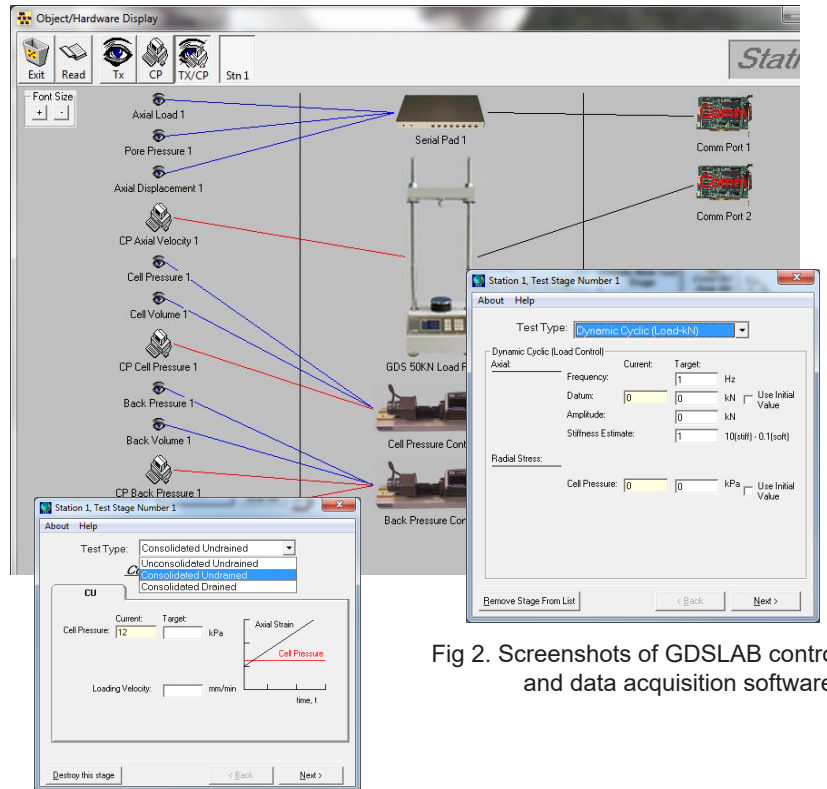 Object/Hardware Display
Exit Read Tx CP TX/CP Stn 1
Font Size
+ -
Axial Load 1
Pore Pressure 1
Axial Displacement 1
CP Axial Velocity 1
Cell Pressure 1
Cell Volume 1
CP Cell Pressure 1
Back Pressure 1
Back Volume 1
CP Back Pressure 1
Serial Pad 1
GDS 50KN Load F
Cell Pressure Cont
Back Pressure Con
Comm
Comm Port 1
Comm
Comm Port 2
Station 1, Test Stage Number 1
About Help
Test Type: Dynamic Cyclic (Load-kN)
Dynamic Cyclic (Load Control)
Axial: Current: Target:
Frequency: 1 Hz
Datum: 0 0 kN Use Initial Value
Amplitude: 0 kN
Stiffness Estimate: 1 10(stiff) - 0.1(soft)
Radial Stress:
Cell Pressure: 0 0 kPa Use Initial Value
Remove Stage From List < Back Next >
Station 1, Test Stage Number 1
About Help
Test Type: Consolidated Undrained
Unconsolidated Undrained
Consolidated Undrained
Consolidated Drained
CU
Current: Target:
Cell Pressure: 12 kPa
Loading Velocity: mm/min
Axial Strain
Cell Pressure
time, t
Destroy this stage < Back Next >
Fig 2. Screenshots of GDSLAB contro
and data acquisition software